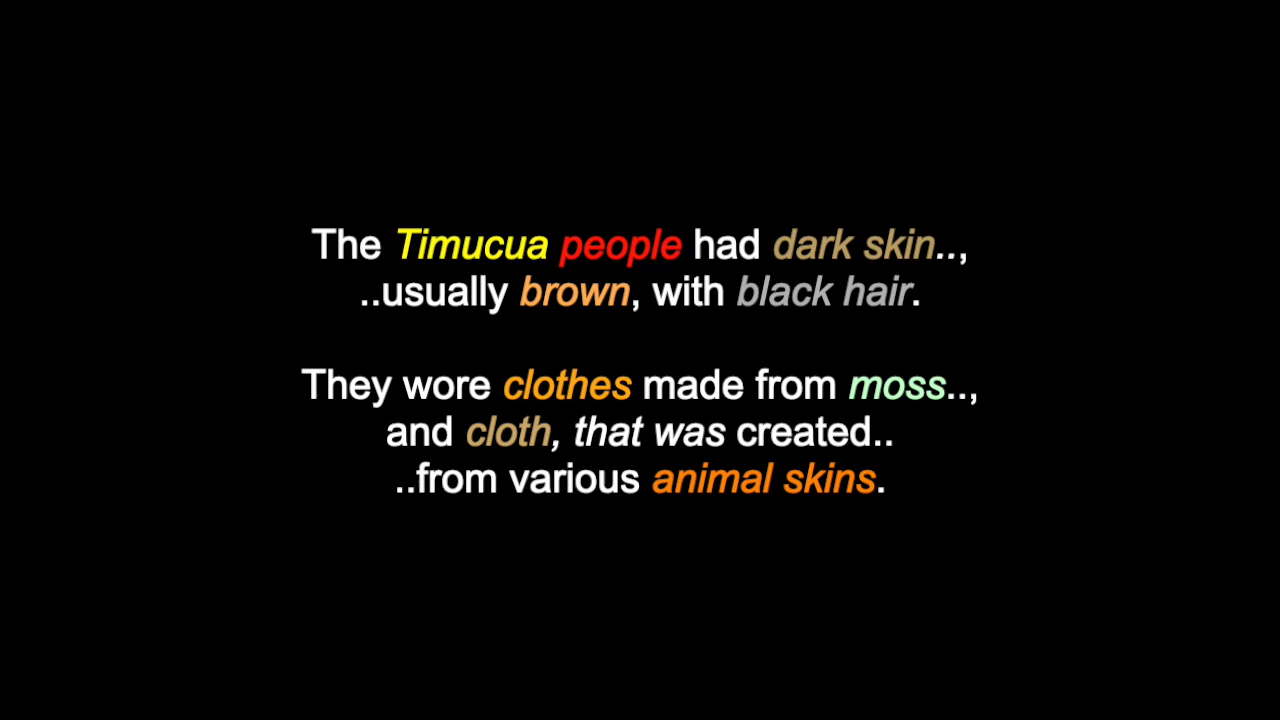 The Timucua people had dark skin..,
..usually brown, with black hair.
They wore clothes made from moss..,
and cloth, that was created..
..from various animal skins.